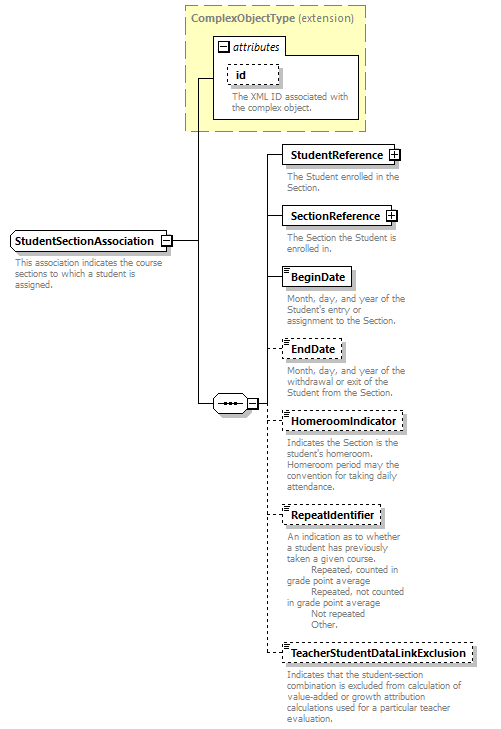 ComplexObjectType (extension)
attributes
id
The XML ID associated with
the complex object.
StudentReference
The Student enrolled in the
Section.
SectionReference
The Section the Student is
enrolled in.
StudentSectionAssociation
This association indicates the course
sections to which a student is
assigned.
BeginDate
Month, day, and year of the
Student's entry or
assignment to the Section.
EndDate
Month, day, and year of the
withdrawal or exit of the
Student from the Section.
HomeroomIndicator
Indicates the Section is the
student's homeroom.
Homeroom period may the
convention for taking daily
attendance.
RepeatIdentifier
An indication as to whether
a student has previously
taken a given course.
Repeated, counted in
grade point average
Repeated, not counted
in grade point average
Not repeated
Other.
TeacherStudentDataLinkExclusion
Indicates that the student-section
combination is excluded from calculation of
value-added or growth attribution
calculations used for a particular teacher
evaluation.